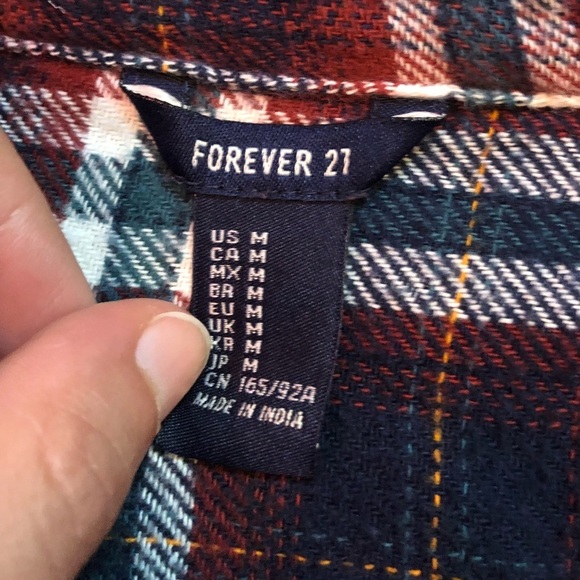 FOREVER 21
US M
CA M
MX M
BR M
EU M
UK M
KR M
JP M
CN 165/92A
MADE IN INDIA